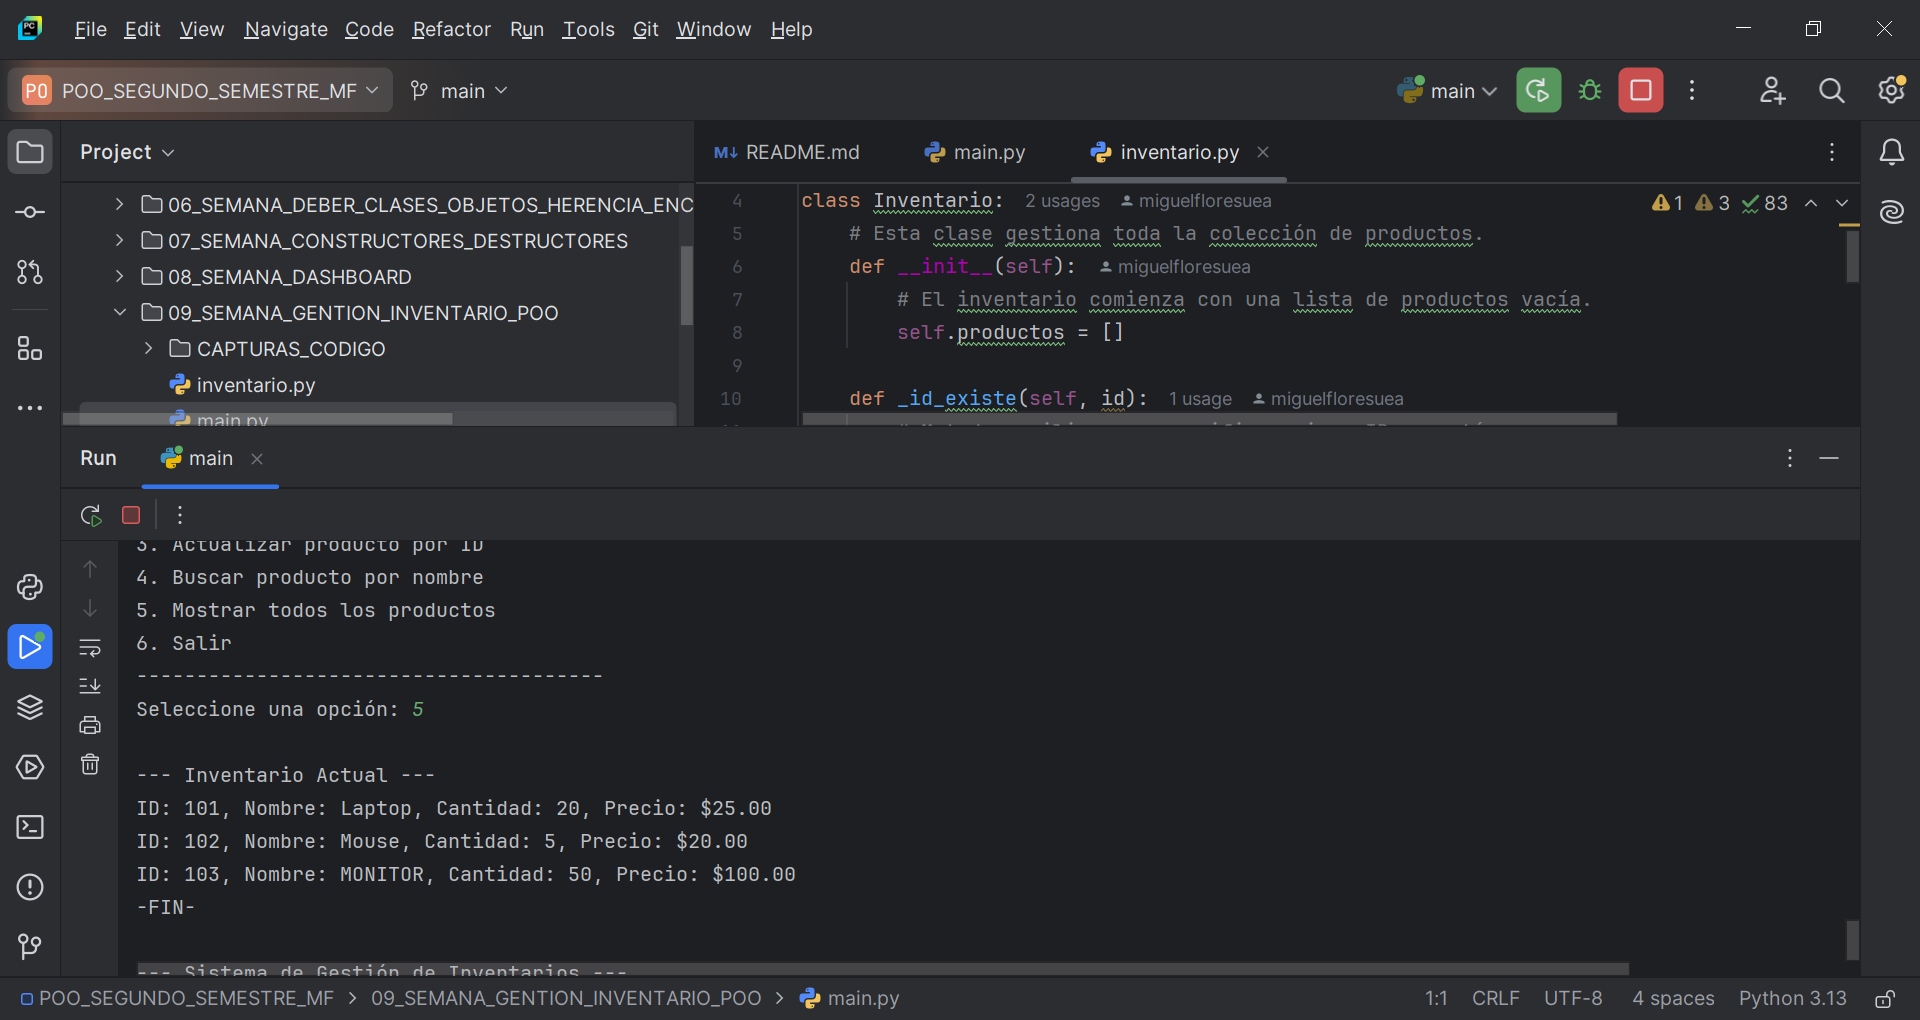 File Edit View Navigate Code Refactor Run Tools Git Window Help
PO POO_SEGUNDO_SEMESTRE_MF main main
Project
README.md main.py inventario.py
06_SEMANA_DEBER_CLASES_OBJETOS_HERENCIA_ENC
07_SEMANA_CONSTRUCTORES_DESTRUCTORES
08_SEMANA_DASHBOARD
09_SEMANA_GENTION_INVENTARIO_POO
CAPTURAS_CODIGO
inventario.py
main.py
4 class Inventario: 2 usages miguelfloresuea
1 3 83
5 # Esta clase gestiona toda la colección de productos.
6 def __init__(self): miguelfloresuea
7 # El inventario comienza con una lista de productos vacía.
8 self.productos = []
9
10 def _id_existe(self, id): 1 usage miguelfloresuea
Run main
3. Actualizar producto por ID
4. Buscar producto por nombre
5. Mostrar todos los productos
6. Salir
---------------------------------------
Seleccione una opción: 5
--- Inventario Actual ---
ID: 101, Nombre: Laptop, Cantidad: 20, Precio: $25.00
ID: 102, Nombre: Mouse, Cantidad: 5, Precio: $20.00
ID: 103, Nombre: MONITOR, Cantidad: 50, Precio: $100.00
-FIN-
--- Sistema de Gestión de Inventarios ---
POO_SEGUNDO_SEMESTRE_MF > 09_SEMANA_GENTION_INVENTARIO_POO > main.py
1:1 CRLF UTF-8 4 spaces Python 3.13